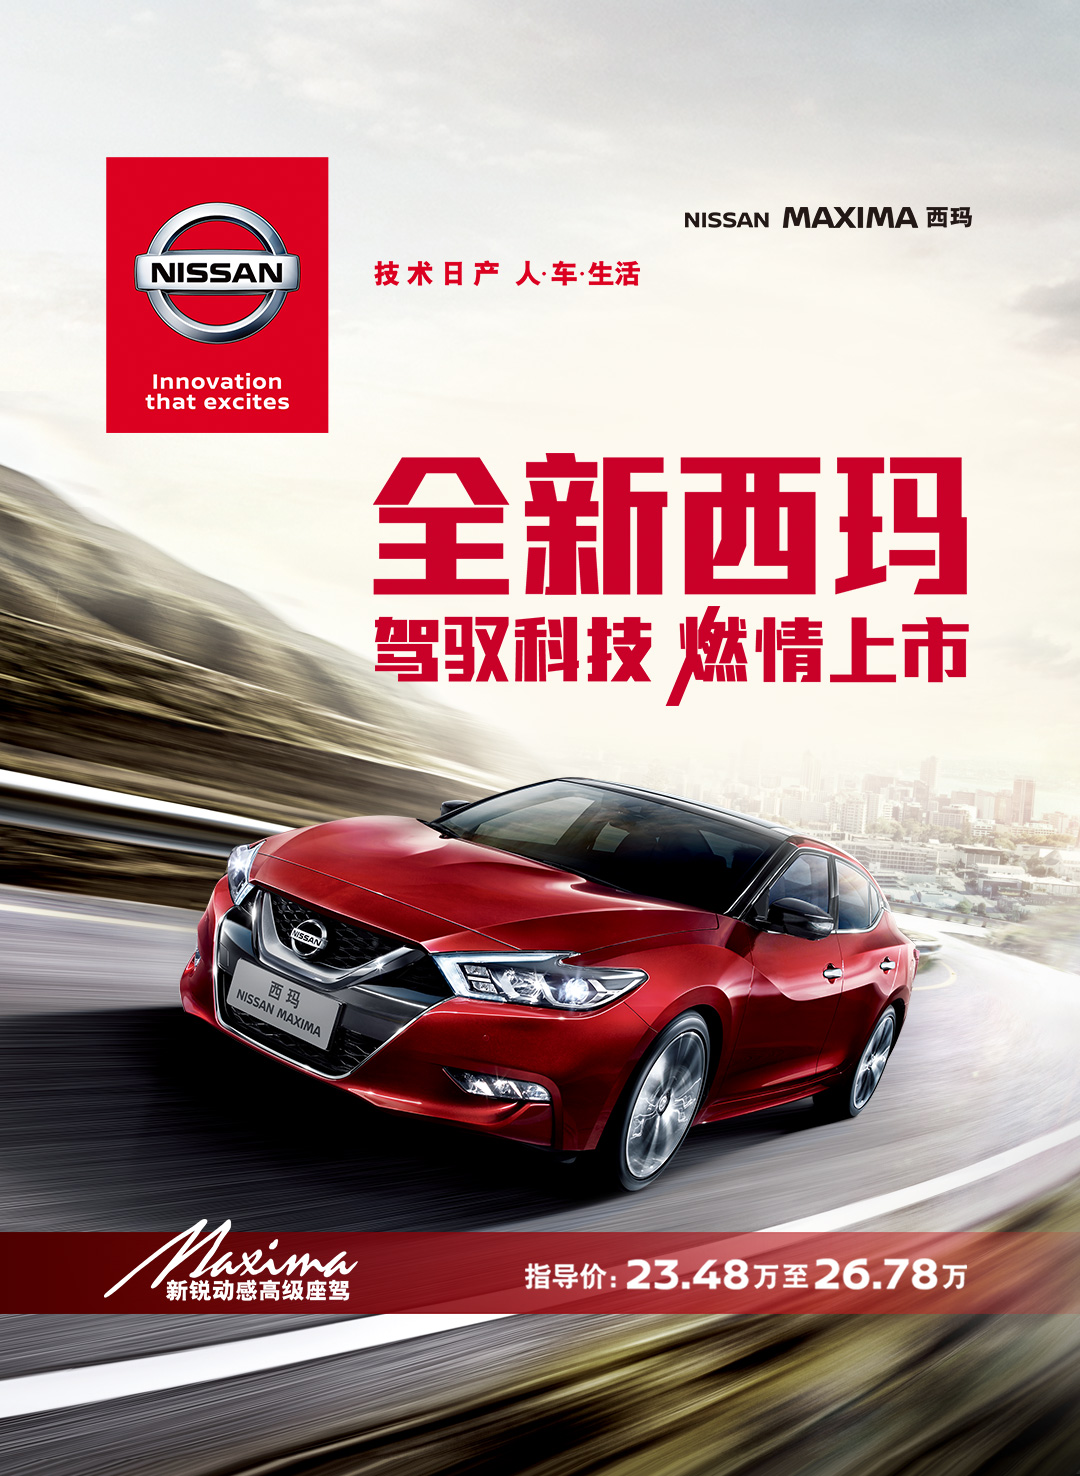 NISSAN MAXIMA 西玛
NISSAN
技术日产 人·车·生活
Innovation
that excites
全新西玛
驾驭科技 燃情上市
NISSAN
西玛
NISSAN MAXIMA
Maxima
新锐动感高级座驾
指导价：23.48万至26.78万